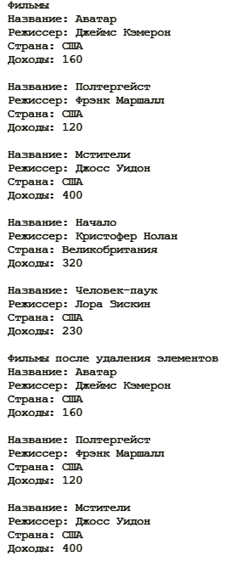 Фильмы
Название: Аватар
Режиссер: Джеймс Кэмерон
Страна: США
Доходы: 160
Название: Полтергейст
Режиссер: Фрэнк Маршалл
Страна: США
Доходы: 120
Название: Мстители
Режиссер: Джосс Уидон
Страна: США
Доходы: 400
Название: Начало
Режиссер: Кристофер Нолан
Страна: Великобритания
Доходы: 320
Название: Человек-паук
Режиссер: Лора Зискин
Страна: США
Доходы: 230
Фильмы после удаления элементов
Название: Аватар
Режиссер: Джеймс Кэмерон
Страна: США
Доходы: 160
Название: Полтергейст
Режиссер: Фрэнк Маршалл
Страна: США
Доходы: 120
Название: Мстители
Режиссер: Джосс Уидон
Страна: США
Доходы: 400